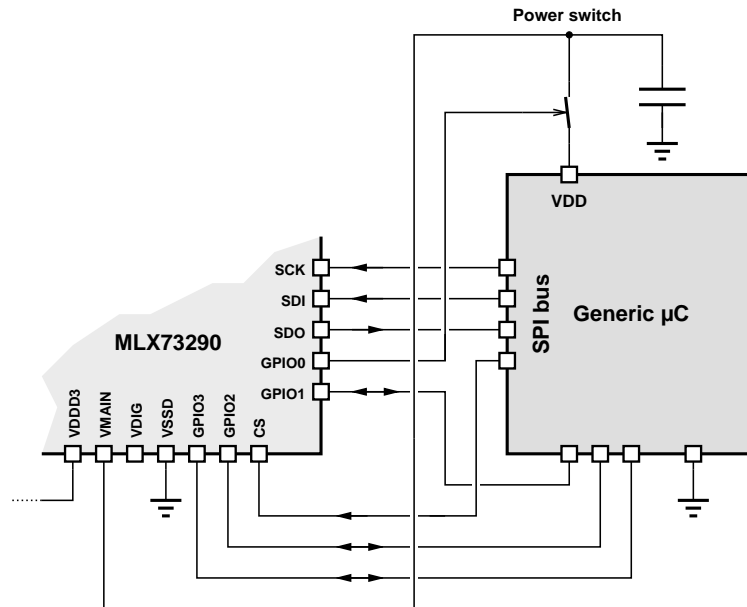 Power switch
VDD
SCK
SDI
SDO
GPIO0
GPIO1
MLX73290
SPI bus
Generic µC
VDDD3
VMAIN
VDIG
VSSD
GPIO3
GPIO2
CS